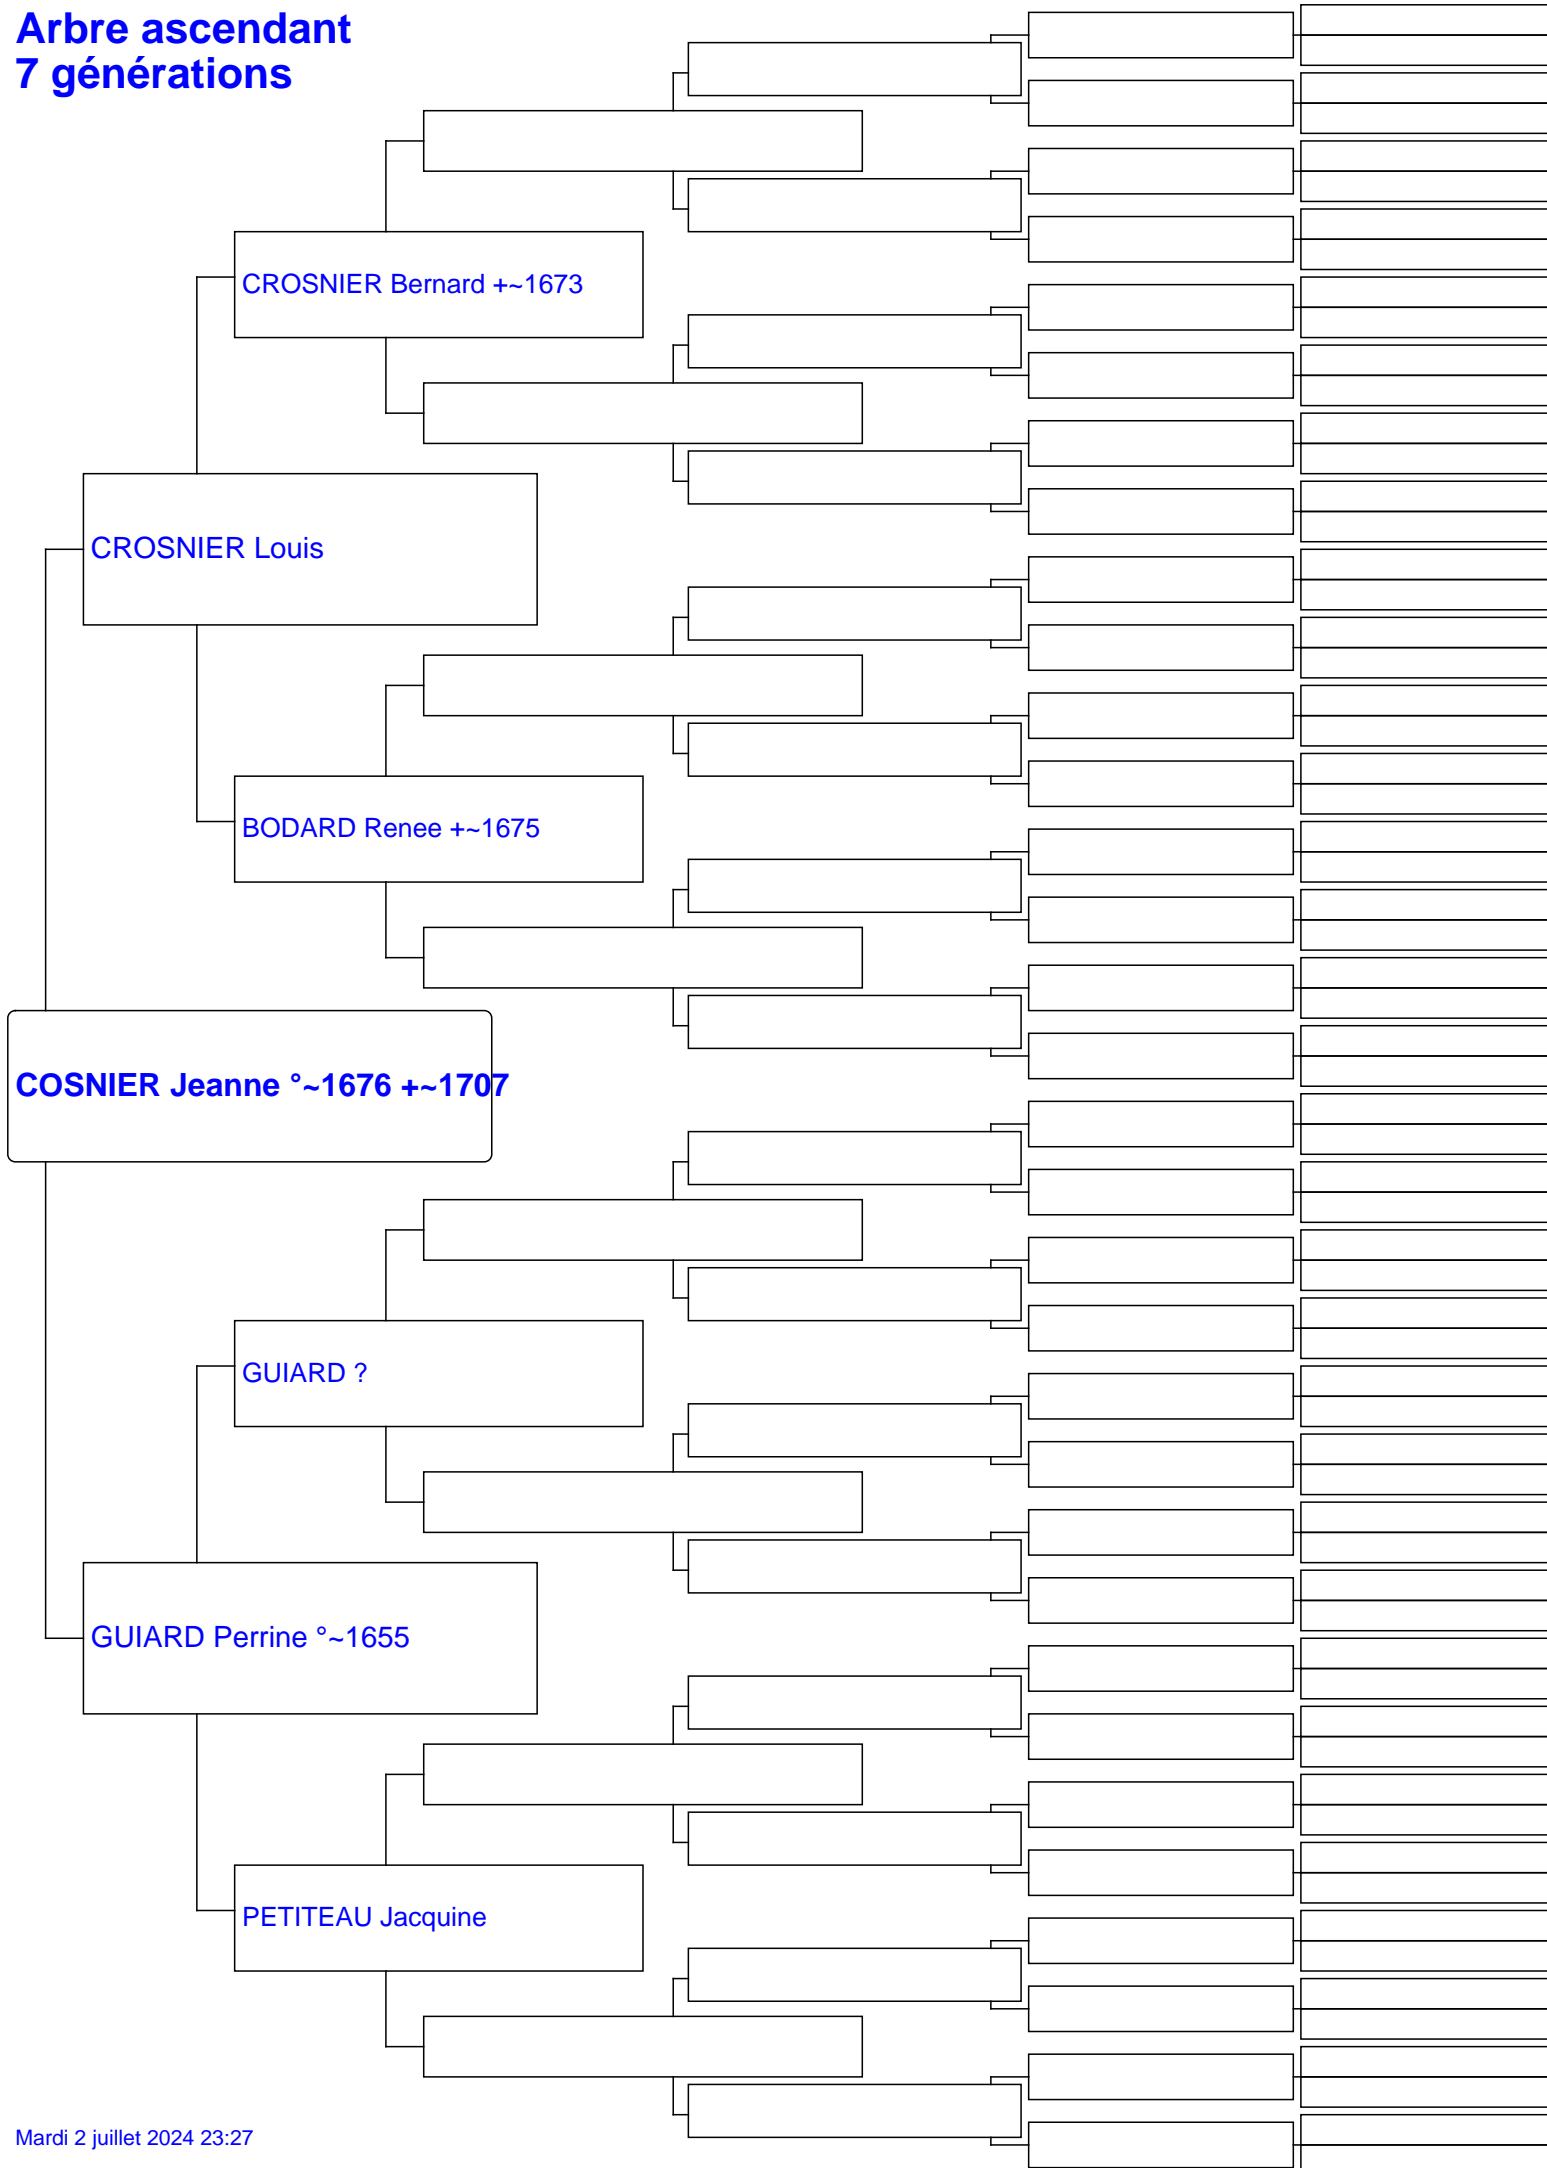 Arbre ascendant
7 générations
CROSNIER Bernard +~1673
CROSNIER Louis
BODARD Renee +~1675
COSNIER Jeanne °~1676 +~1707
GUIARD ?
GUIARD Perrine °~1655
PETITEAU Jacquine
Mardi 2 juillet 2024 23:27